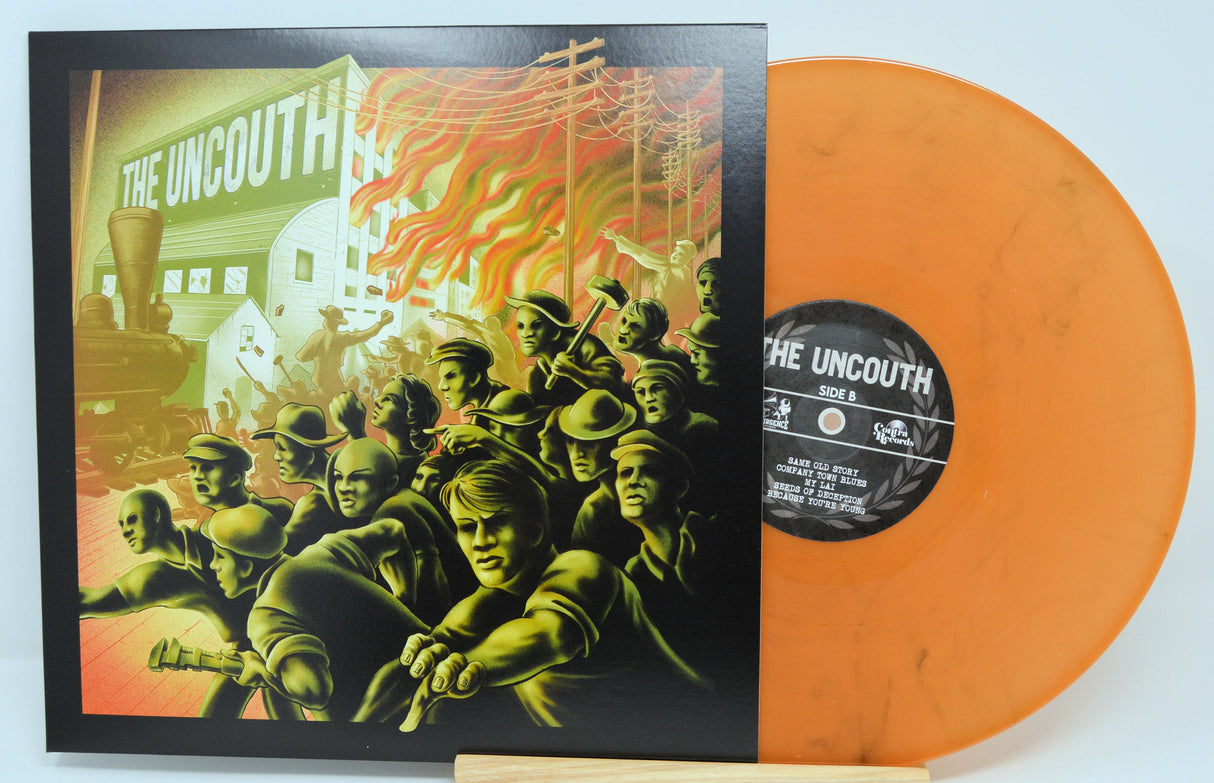 THE UNCOUTH
THE UNCOUTH
SIDE B
Contra
Records
SAME OLD STORY
COMPANY TOWN BLUES
MY LAI
SEEDS OF DECEPTION
BECAUSE YOU'RE YOUNG